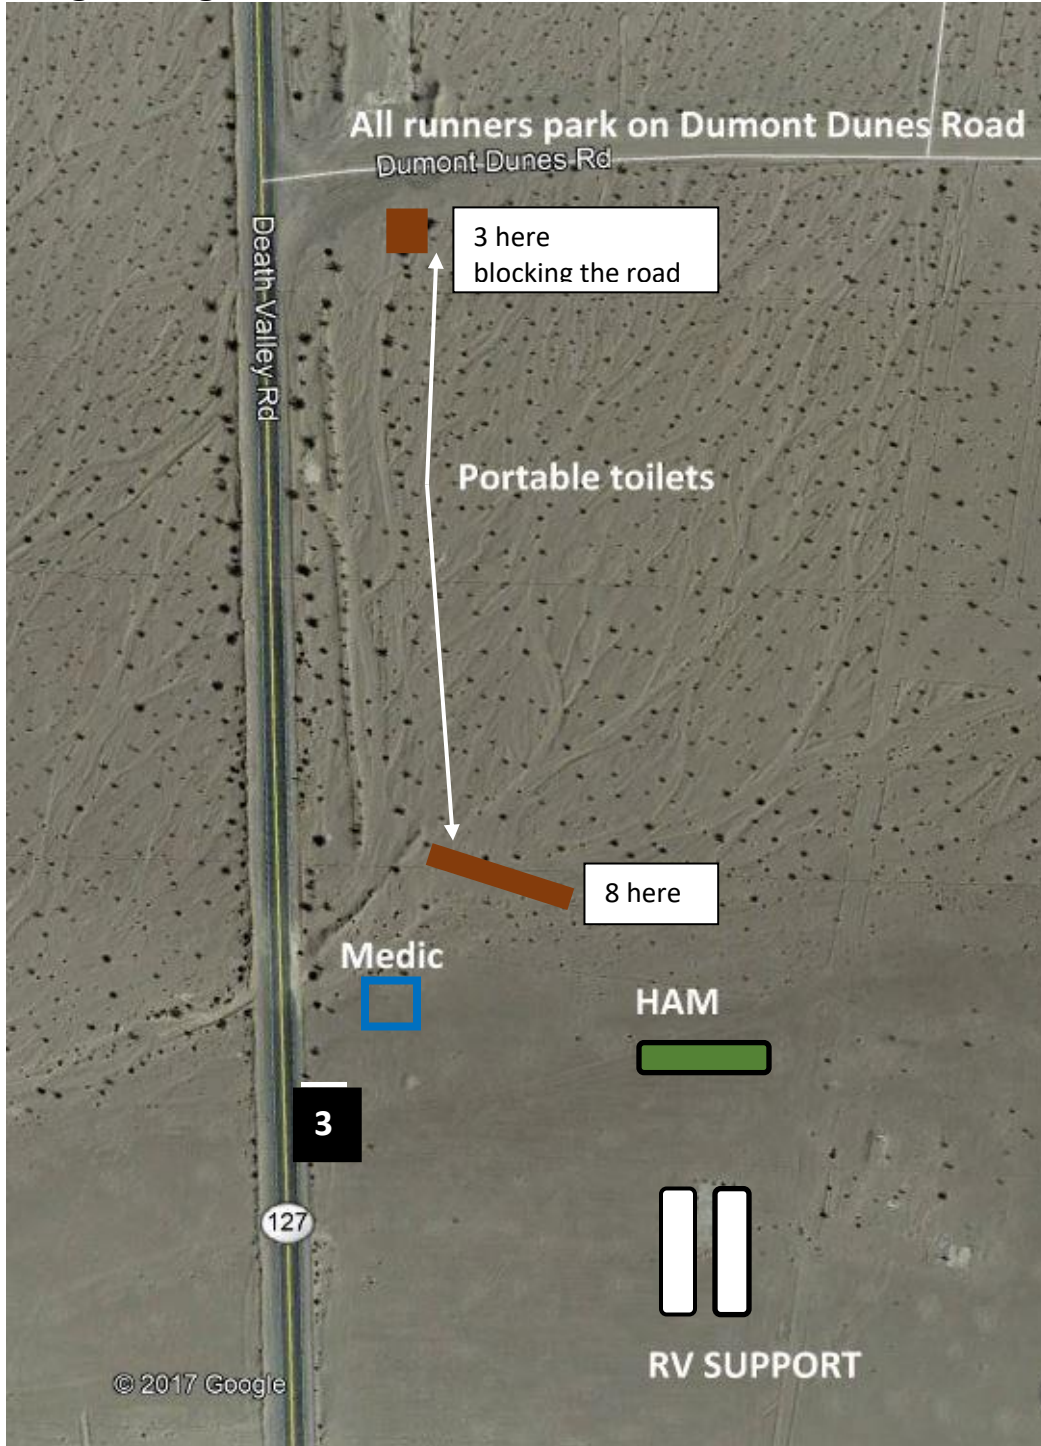 All runners park on Dumont Dunes Road
Dumont Dunes Rd
3 here
blocking the road
Death Valley Rd
Portable toilets
8 here
Medic
HAM
3
127
RV SUPPORT
© 2017 Google